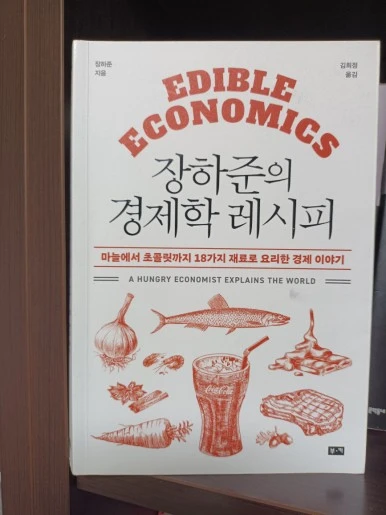 장하준
지음
김희정
옮김
EDIBLE
ECONOMICS
장하준의
경제학 레시피
마늘에서 초콜릿까지 18가지 재료로 요리한 경제 이야기
A HUNGRY ECONOMIST EXPLAINS THE WORLD
Coca-Cola
부·키